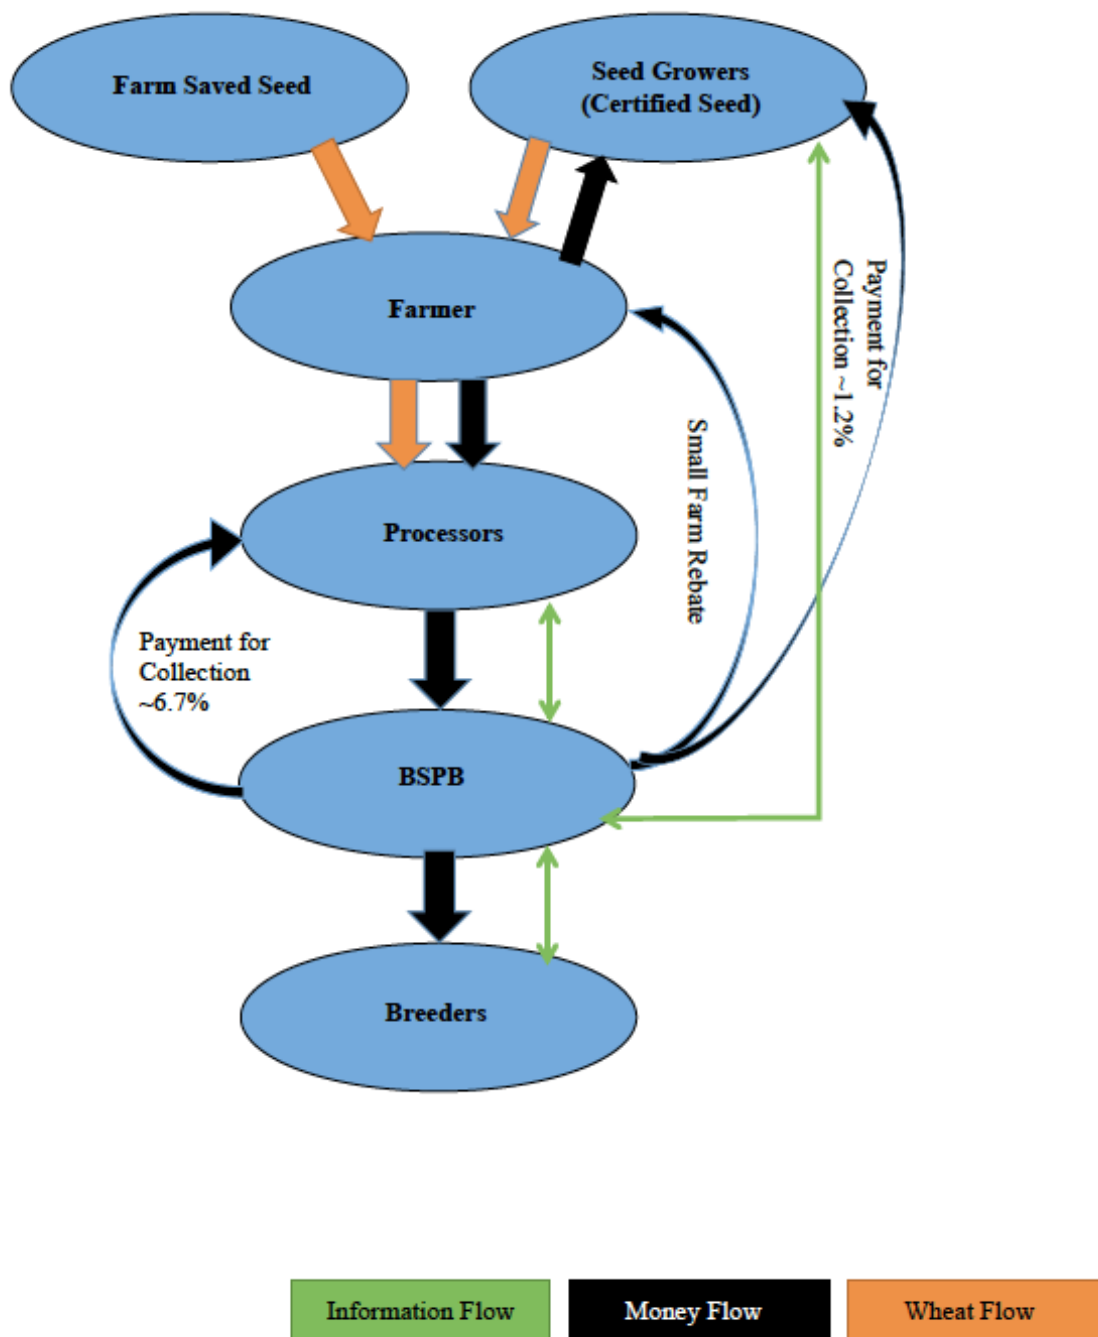 Farm Saved Seed
Seed Growers
(Certified Seed)
Farmer
Payment for
Collection ~1.2%
Small Farm Rebate
Processors
Payment for
Collection
~6.7%
BSPB
Breeders
Information Flow
Money Flow
Wheat Flow